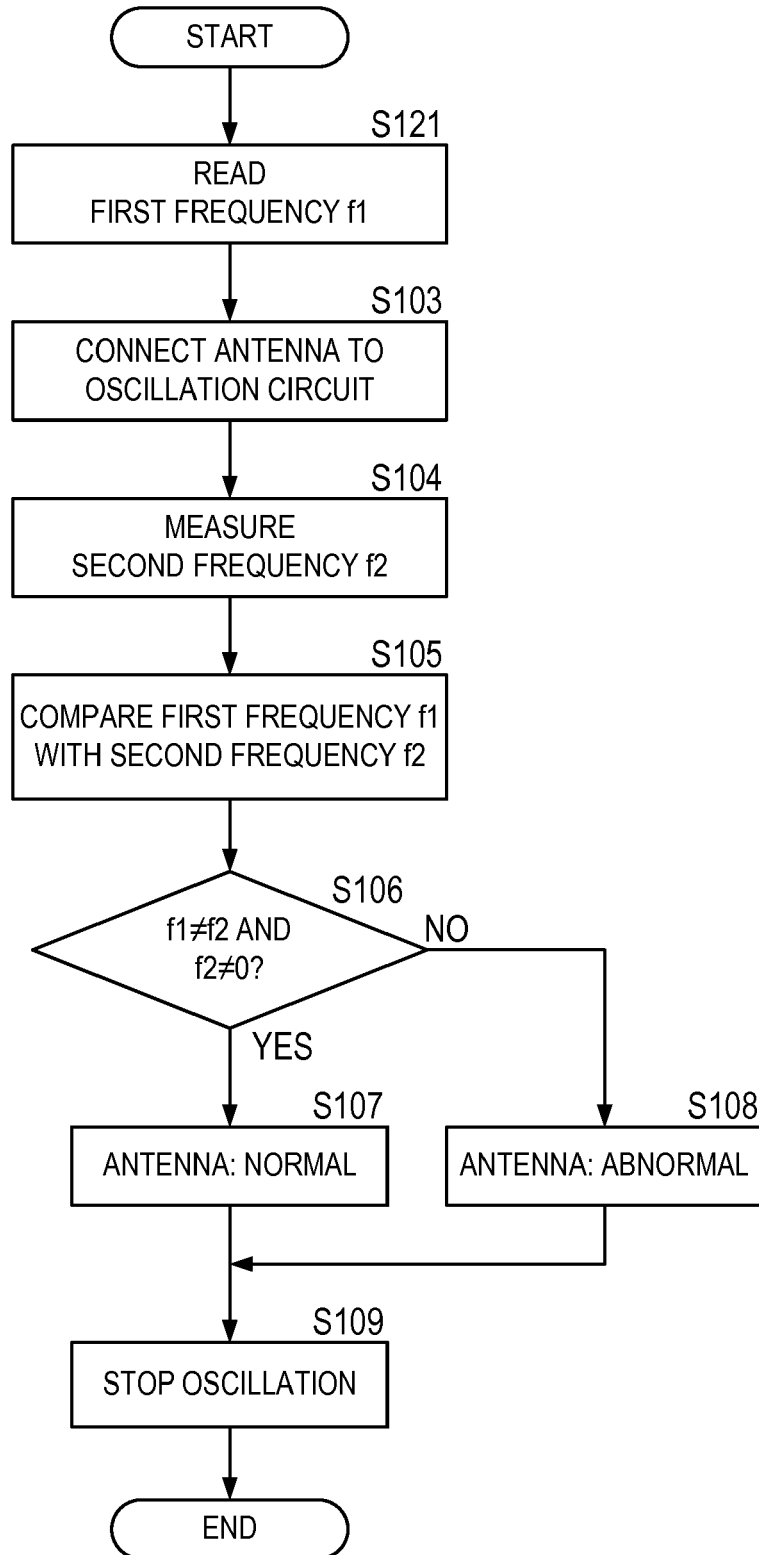 START
S121
READ
FIRST FREQUENCY f1
S103
CONNECT ANTENNA TO
OSCILLATION CIRCUIT
S104
MEASURE
SECOND FREQUENCY f2
S105
COMPARE FIRST FREQUENCY f1
WITH SECOND FREQUENCY f2
S106
f1≠f2 AND
f2≠0?
NO
YES
S107
ANTENNA: NORMAL
S108
ANTENNA: ABNORMAL
S109
STOP OSCILLATION
END